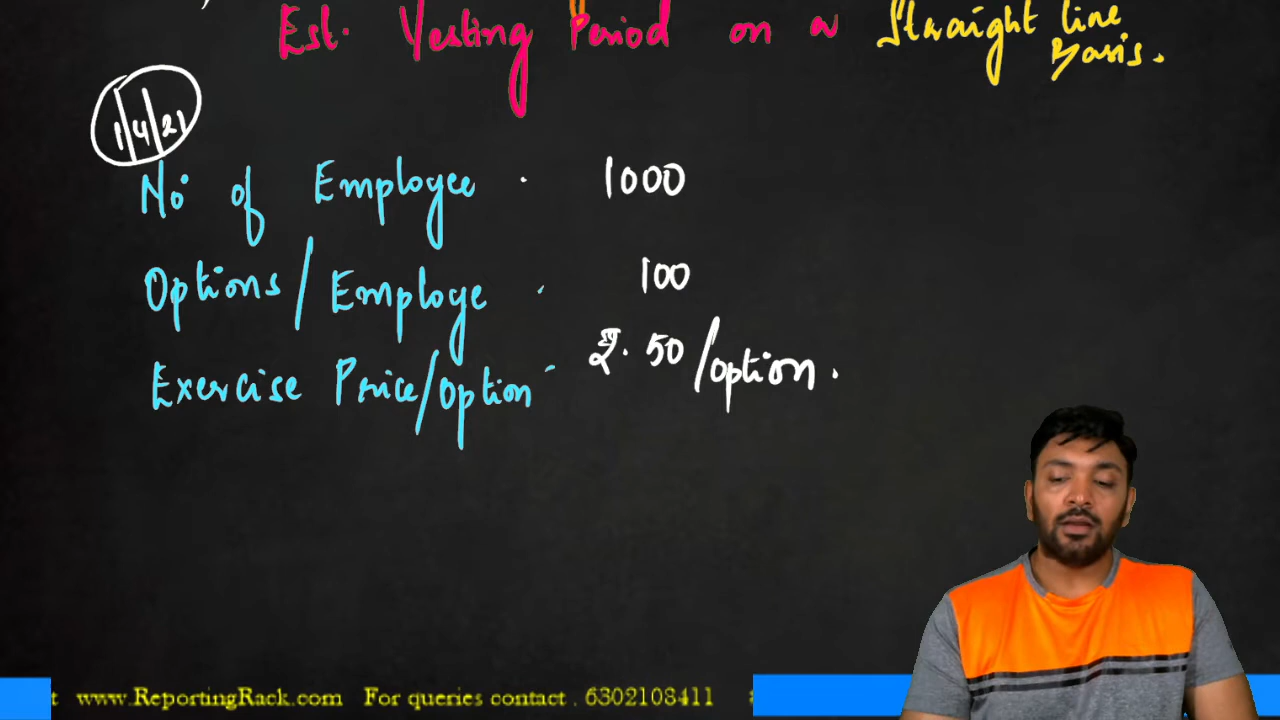 Est. Vesting Period on a Straight line
Basis.
1/4/21
No of Employee . 1000
Options/Employe . 100
Exercise Price/option - ₹. 50/option.
t www.ReportingRack.com For queries contact . 6302108411